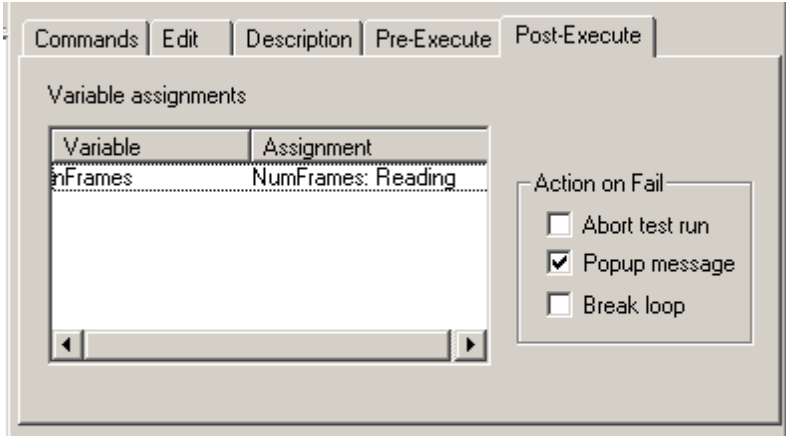 Commands Edit Description Pre-Execute Post-Execute
Variable assignments
Variable Assignment
nFrames NumFrames: Reading
Action on Fail
Abort test run
Popup message
Break loop